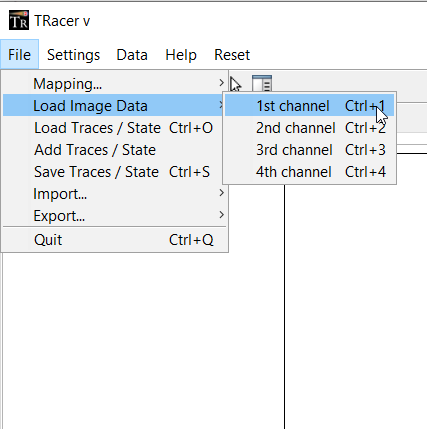 TR TRacer v
File Settings Data Help Reset
Mapping...
Load Image Data
Load Traces / State Ctrl+O
Add Traces / State
Save Traces / State Ctrl+S
Import...
Export...
Quit Ctrl+Q
1st channel Ctrl+1
2nd channel Ctrl+2
3rd channel Ctrl+3
4th channel Ctrl+4